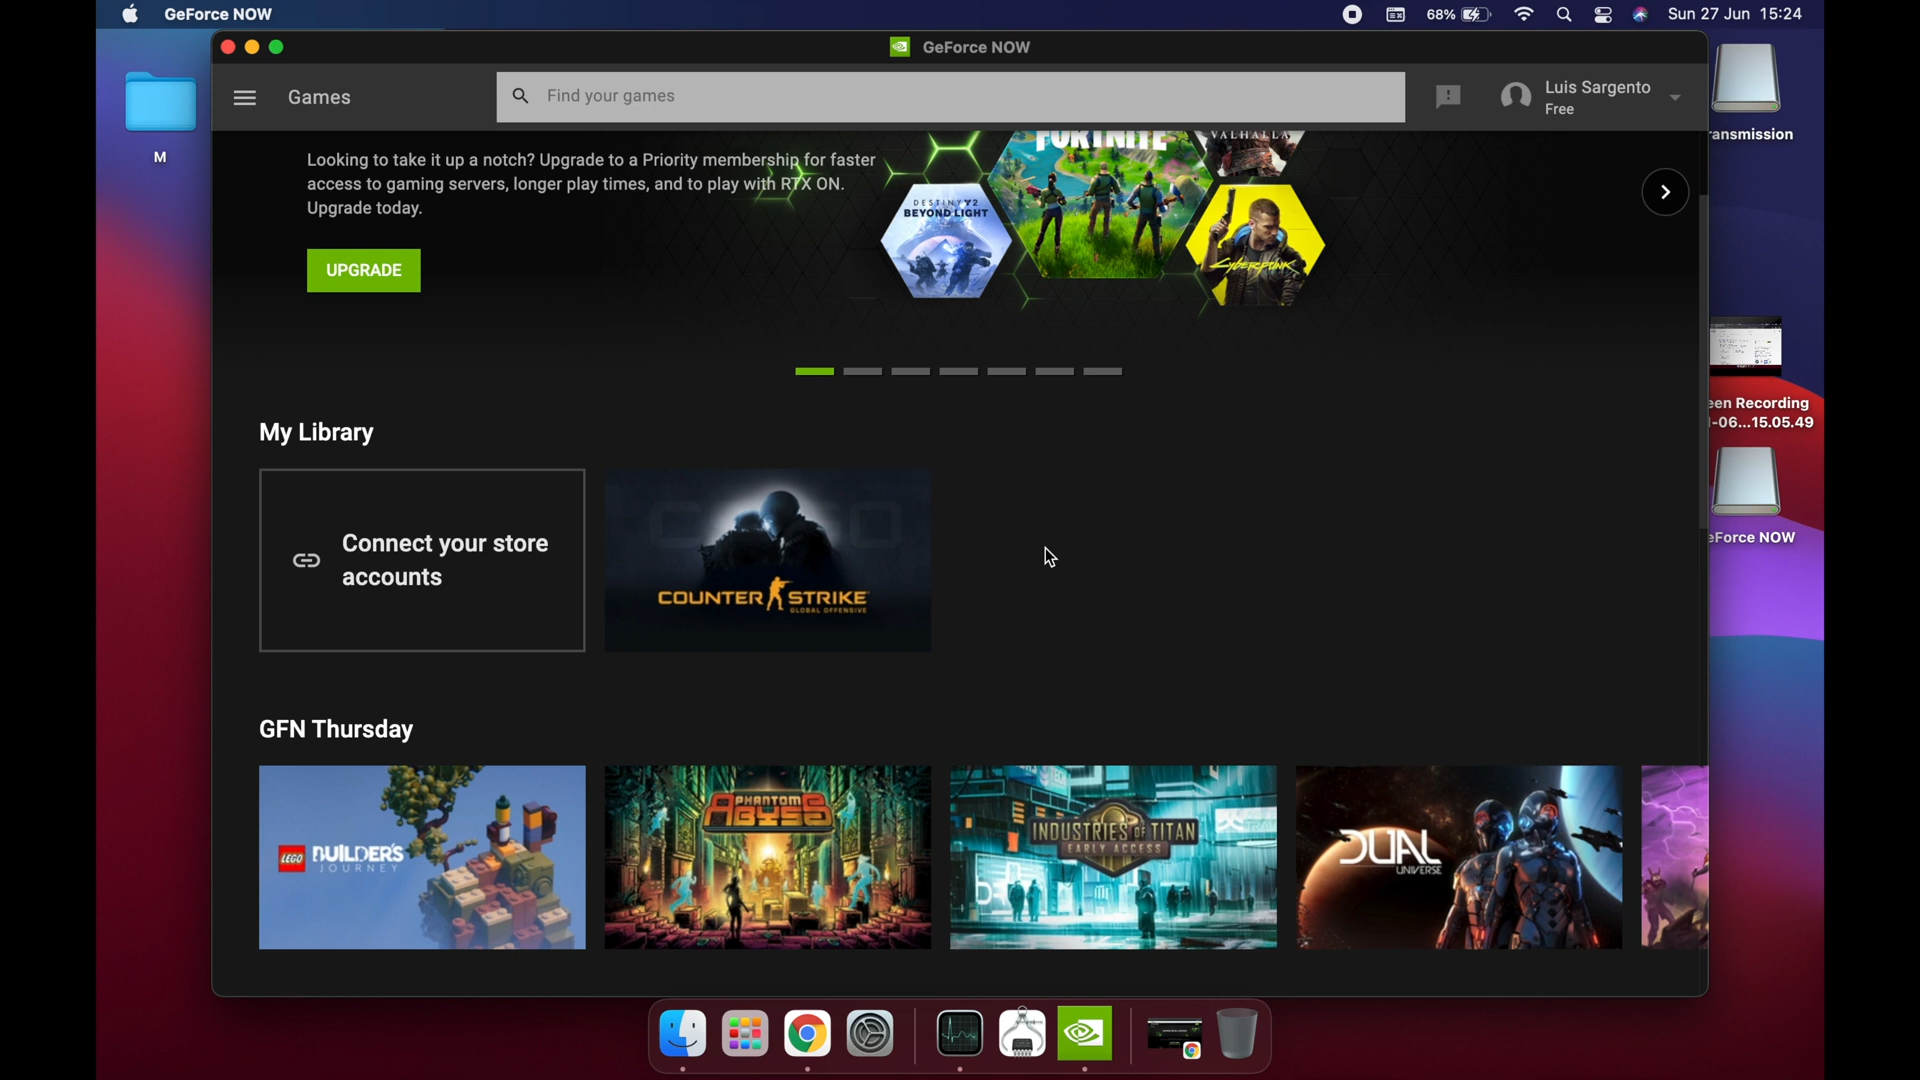 GeForce NOW
68%
Sun 27 Jun 15:24
GeForce NOW
Games
Find your games
Luis Sargento
Free
M
ransmission
Looking to take it up a notch? Upgrade to a Priority membership for faster
access to gaming servers, longer play times, and to play with RTX ON.
Upgrade today.
UPGRADE
FORTNITE
VALHALLA
DESTINY 2
BEYOND LIGHT
Cyberpunk
een Recording
1-06...15.05.49
eForce NOW
My Library
Connect your store
accounts
COUNTER STRIKE
GLOBAL OFFENSIVE
GFN Thursday
LEGO BUILDER'S
JOURNEY
PHANTOM
ABYSS
INDUSTRIES OF TITAN
EARLY ACCESS
DUAL
UNIVERSE